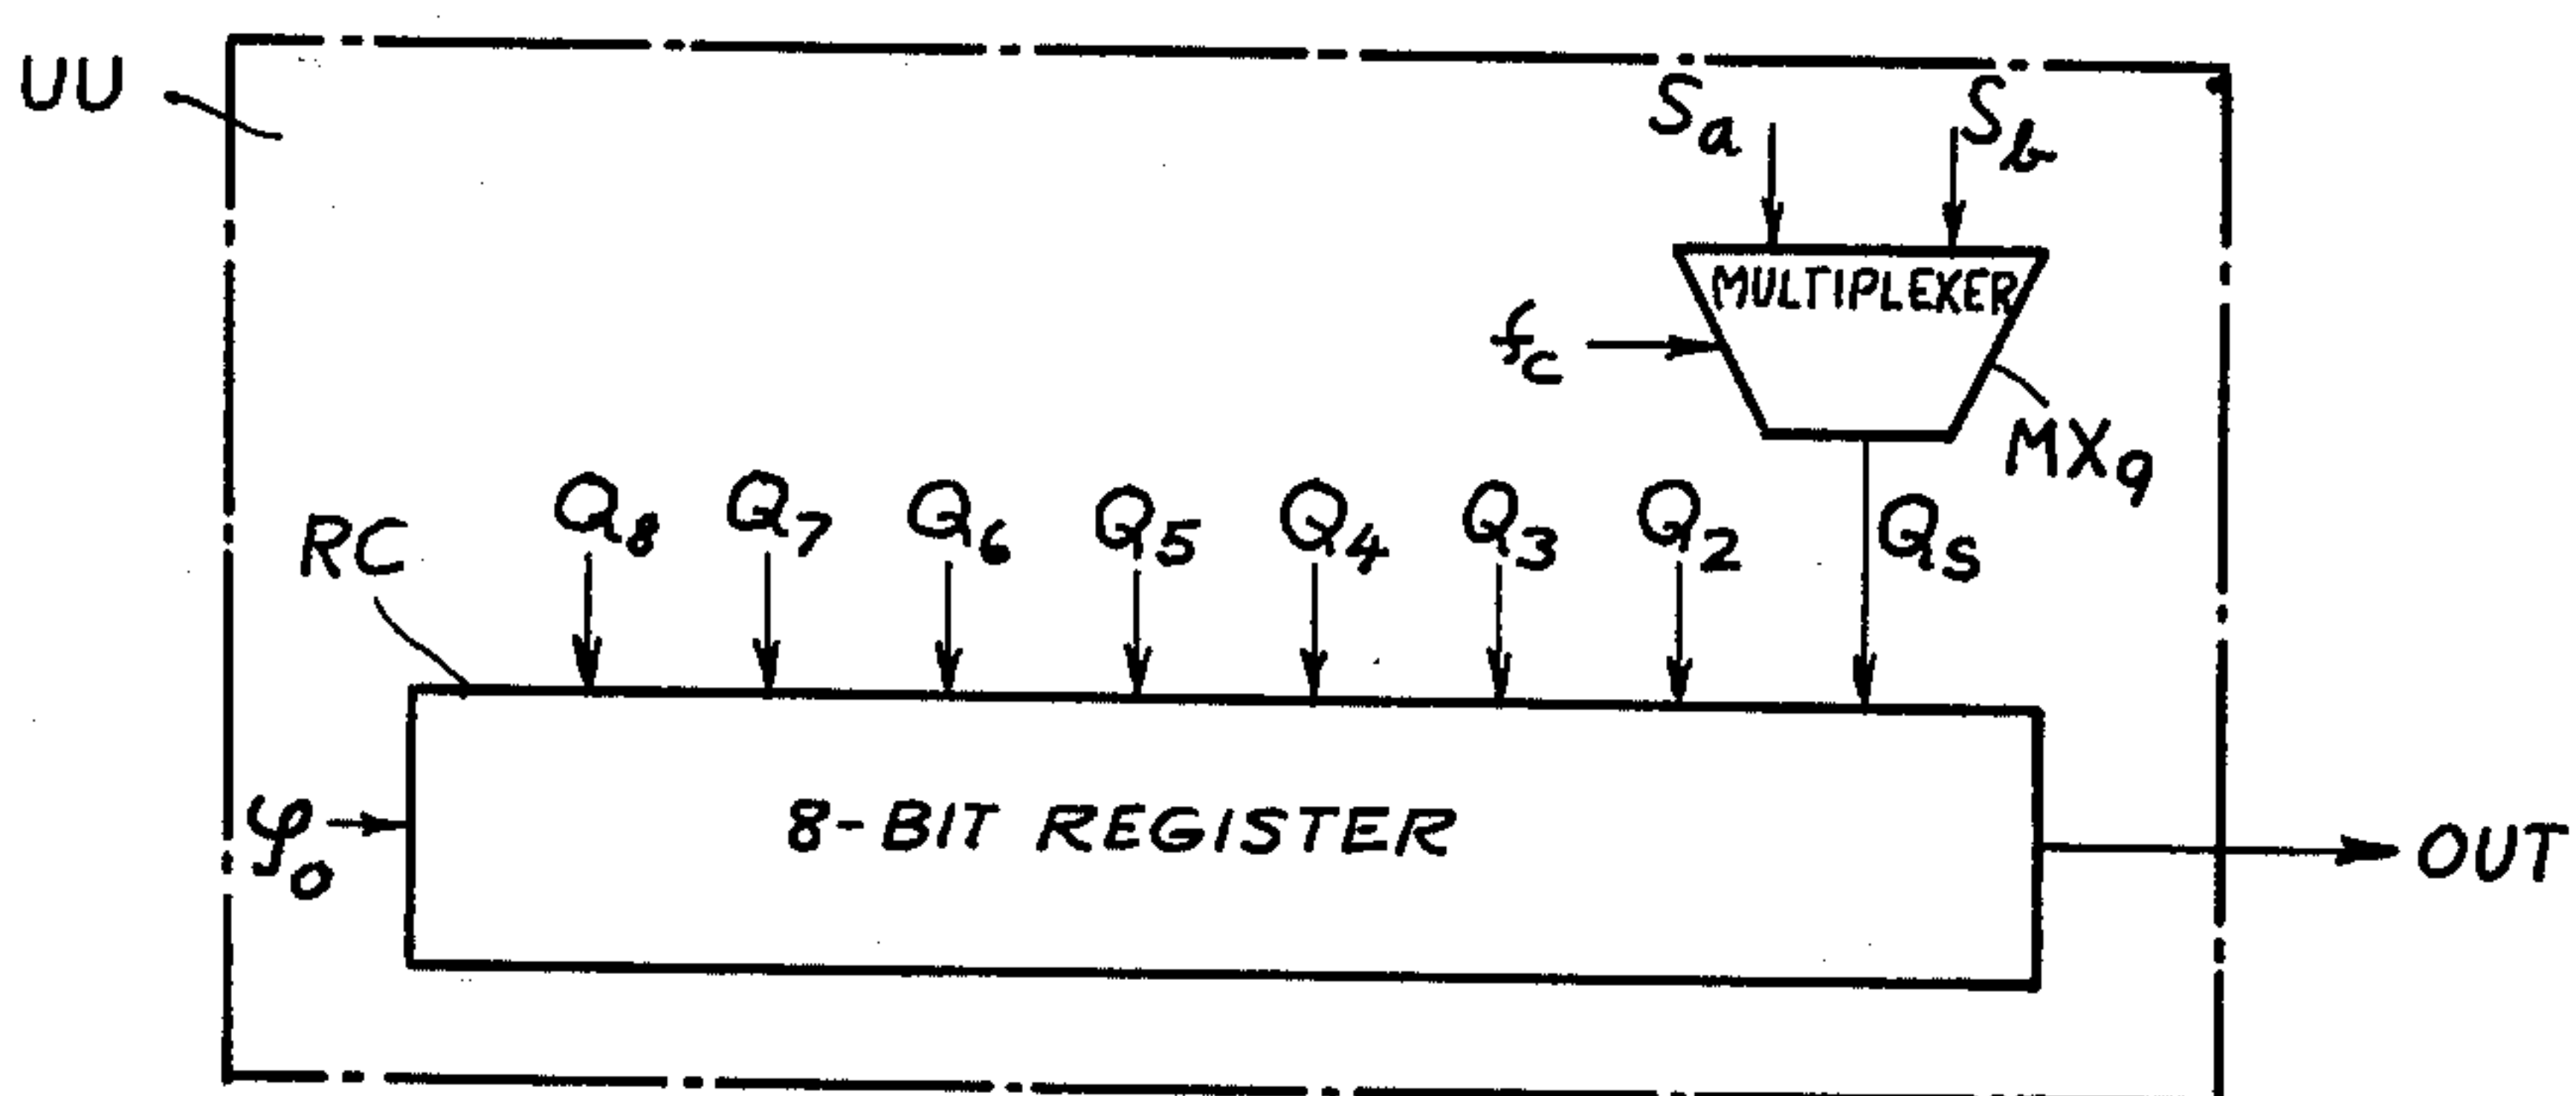 UU
Sa
Sb
MULTIPLEXER
fc
MX9
Q8
Q7
Q6
Q5
Q4
Q3
Q2
QS
RC
φ0
8-BIT REGISTER
OUT